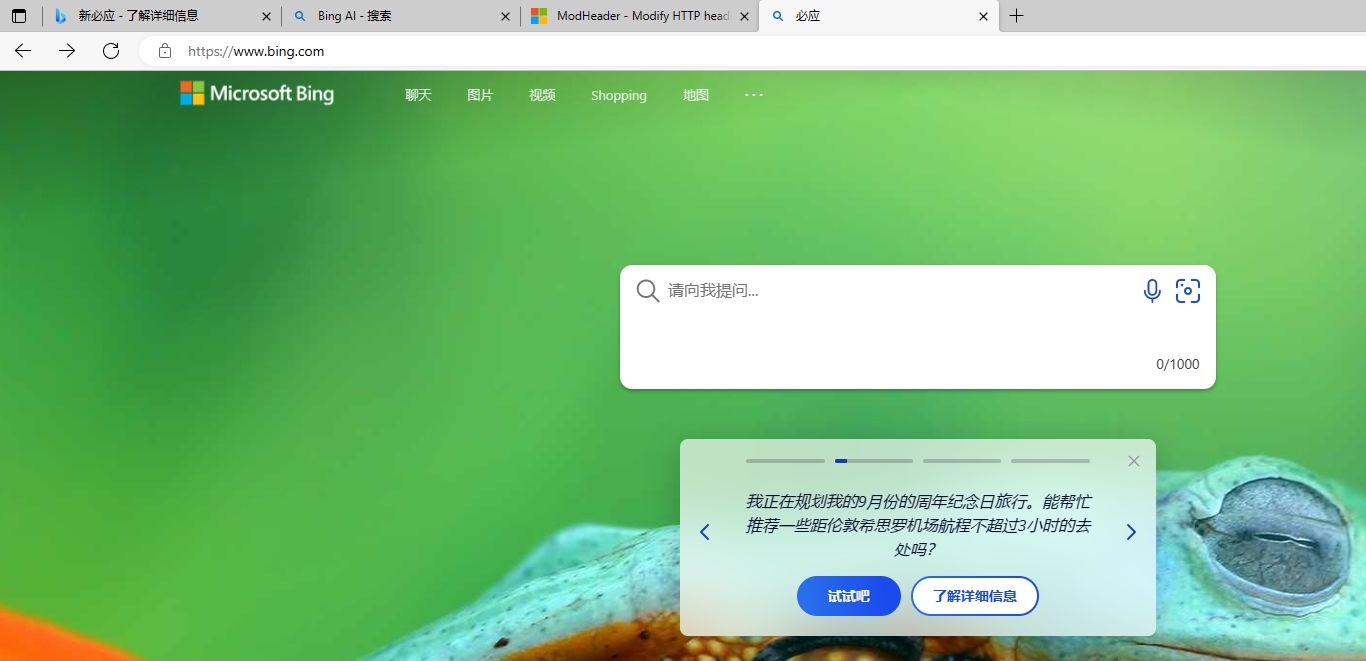 新必应 - 了解详细信息
Bing AI - 搜索
ModHeader - Modify HTTP head
必应
https://www.bing.com
Microsoft Bing
聊天
图片
视频
Shopping
地图
请向我提问...
0/1000
我正在规划我的9月份的周年纪念日旅行。能帮忙
推荐一些距伦敦希思罗机场航程不超过3小时的去
处吗?
试试吧
了解详细信息